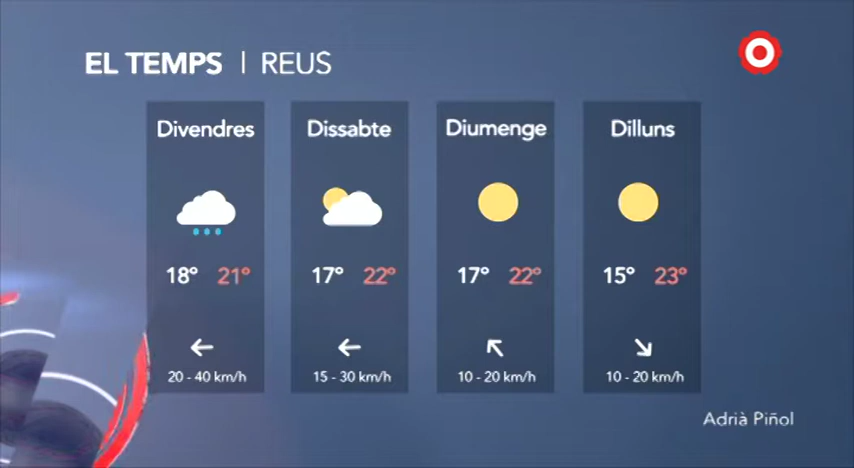 EL TEMPS | REUS
Divendres
18° 21°
20 - 40 km/h
Dissabte
17° 22°
15 - 30 km/h
Diumenge
17° 22°
10 - 20 km/h
Dilluns
15° 23°
10 - 20 km/h
Adrià Piñol